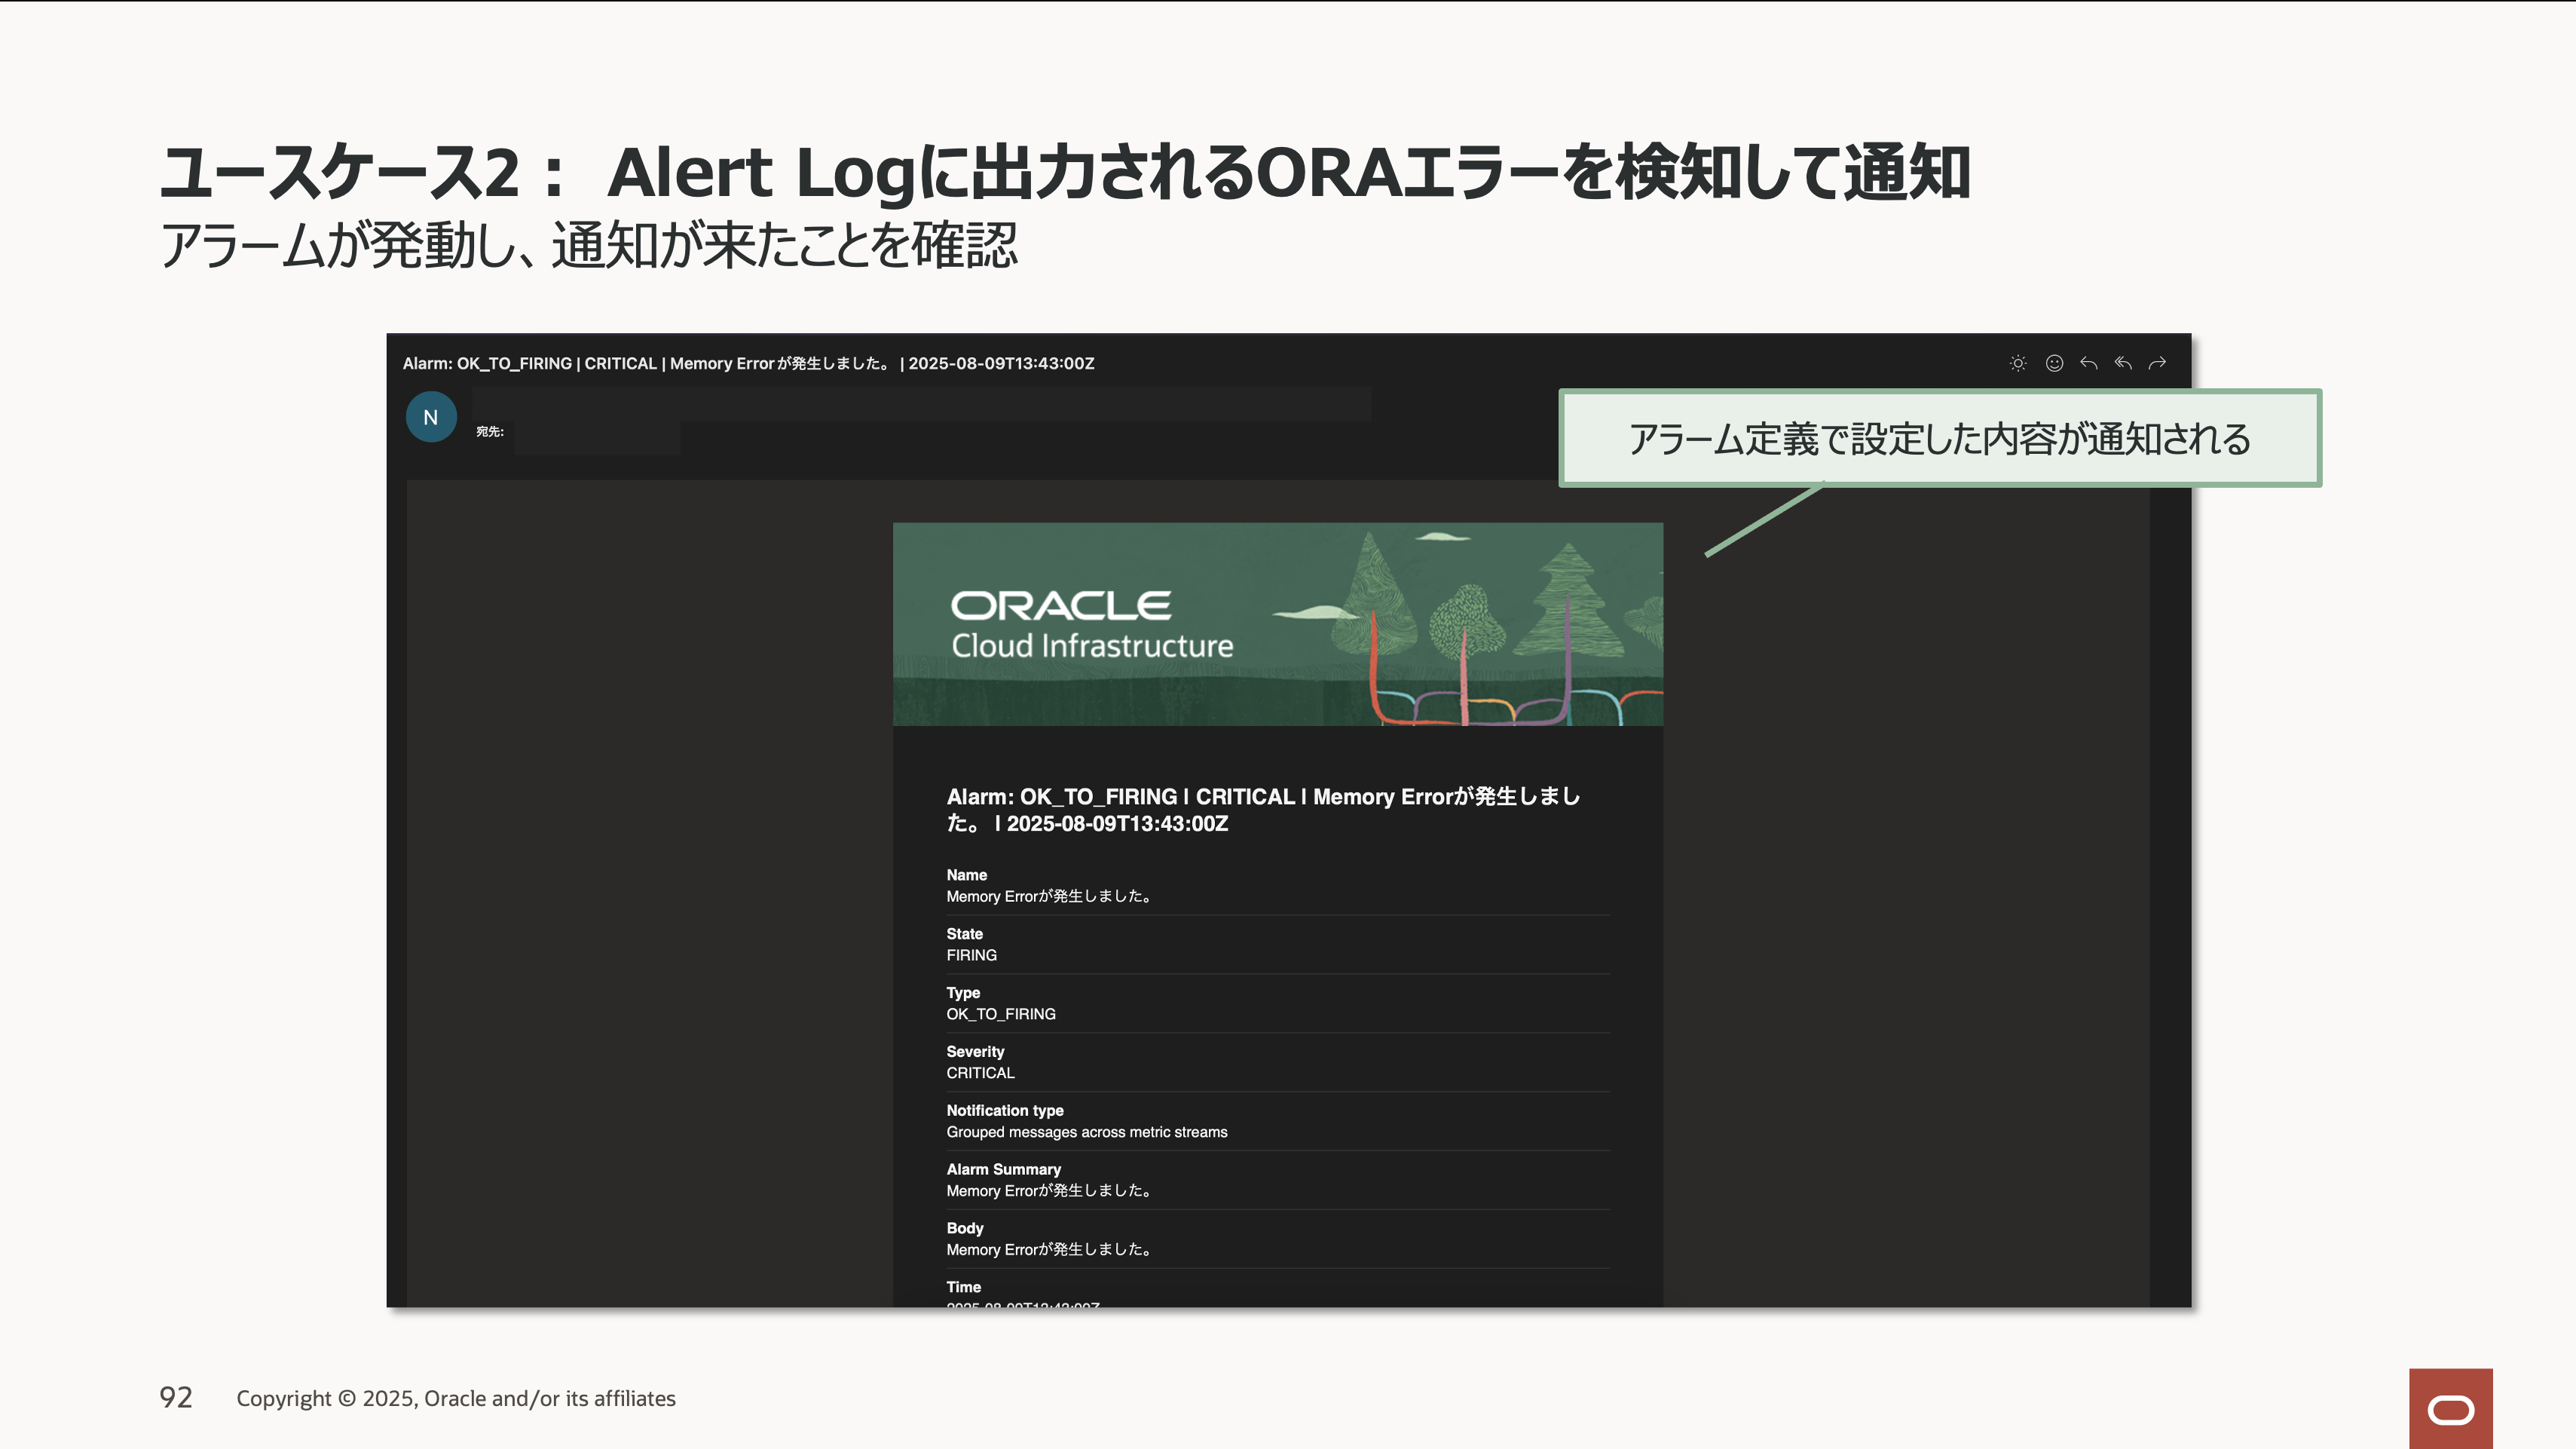 ユースケース2： Alert Logに出力されるORAエラーを検知して通知
アラームが発動し、通知が来たことを確認
Alarm: OK_TO_FIRING | CRITICAL | Memory Errorが発生しました。 | 2025-08-09T13:43:00Z
N
宛先:
アラーム定義で設定した内容が通知される
ORACLE
Cloud Infrastructure
Alarm: OK_TO_FIRING | CRITICAL | Memory Errorが発生しまし
た。 | 2025-08-09T13:43:00Z
Name
Memory Errorが発生しました。
State
FIRING
Type
OK_TO_FIRING
Severity
CRITICAL
Notification type
Grouped messages across metric streams
Alarm Summary
Memory Errorが発生しました。
Body
Memory Errorが発生しました。
Time
2025-08-09T13:43:00Z
92 Copyright © 2025, Oracle and/or its affiliates